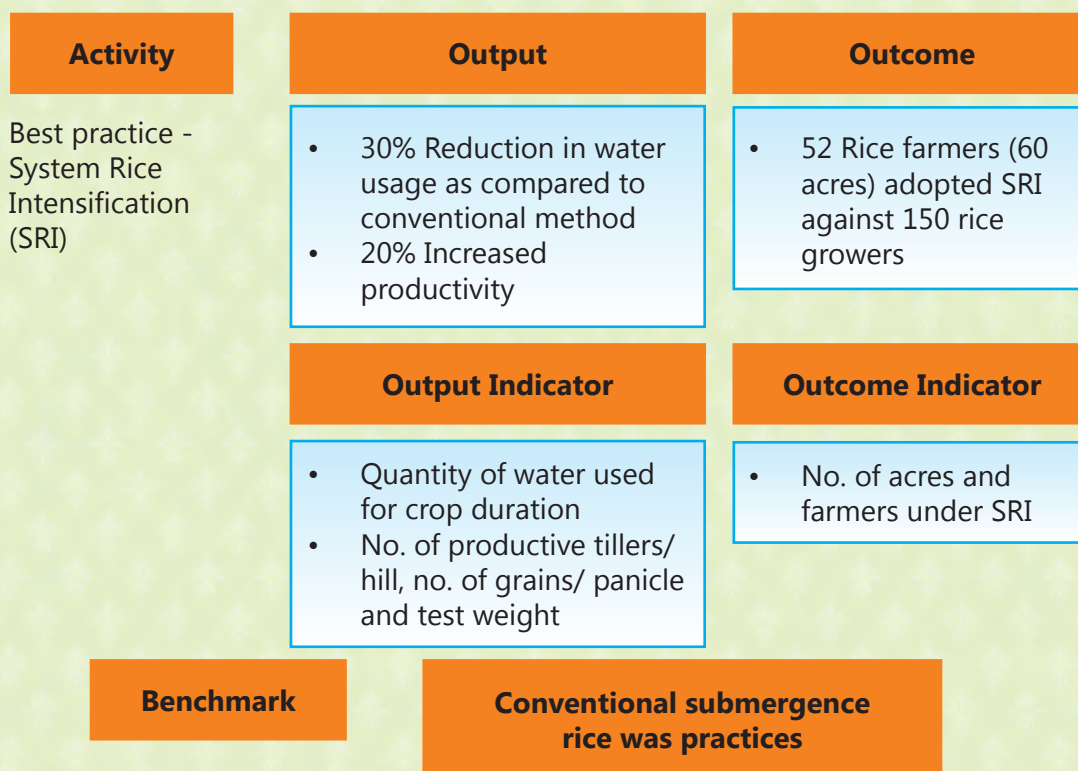 Activity
Output
Outcome
Best practice -
System Rice
Intensification
(SRI)
• 30% Reduction in water
usage as compared to
conventional method
• 20% Increased
productivity
• 52 Rice farmers (60
acres) adopted SRI
against 150 rice
growers
Output Indicator
Outcome Indicator
• Quantity of water used
for crop duration
• No. of productive tillers/
hill, no. of grains/ panicle
and test weight
• No. of acres and
farmers under SRI
Benchmark
Conventional submergence
rice was practices